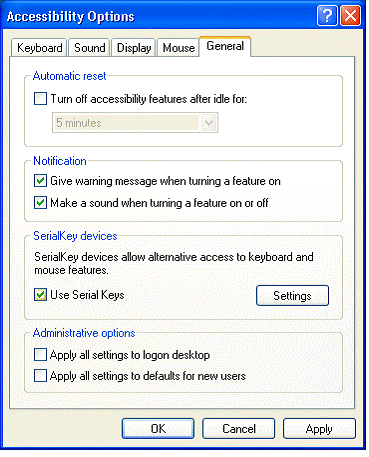 Accessibility Options
Keyboard Sound Display Mouse General
Automatic reset
Turn off accessibility features after idle for:
5 minutes
Notification
Give warning message when turning a feature on
Make a sound when turning a feature on or off
SerialKey devices
SerialKey devices allow alternative access to keyboard and
mouse features.
Use Serial Keys
Settings
Administrative options
Apply all settings to logon desktop
Apply all settings to defaults for new users
OK Cancel Apply